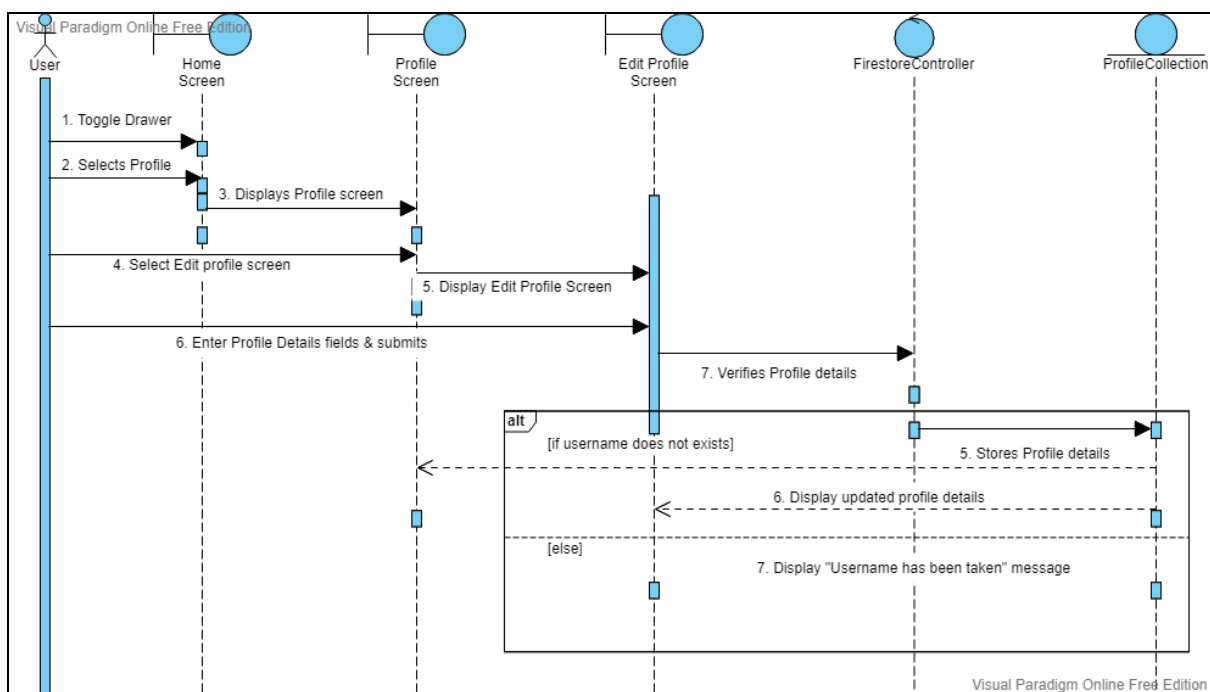 Visual Paradigm Online Free Edition
User
Home
Screen
Profile
Screen
Edit Profile
Screen
FirestoreController
ProfileCollection
1. Toggle Drawer
2. Selects Profile
3. Displays Profile screen
4. Select Edit profile screen
5. Display Edit Profile Screen
6. Enter Profile Details fields & submits
7. Verifies Profile details
alt
[if username does not exists]
5. Stores Profile details
6. Display updated profile details
[else]
7. Display "Username has been taken" message
Visual Paradigm Online Free Edition